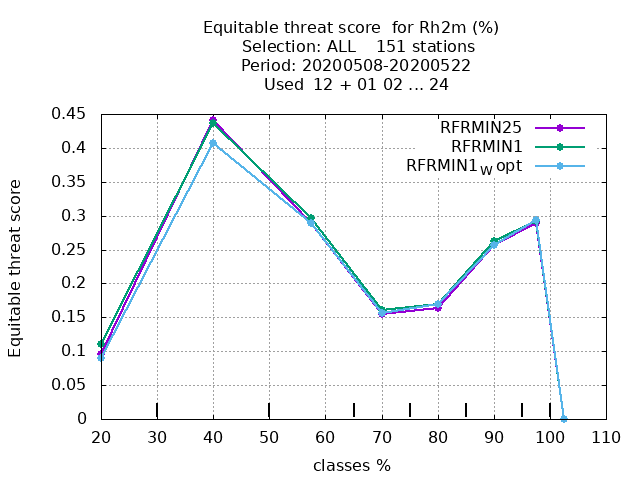 Equitable threat score  for Rh2m (%)
Selection: ALL    151 stations
Period: 20200508-20200522
Used  12 + 01 02 ... 24
RFRMIN25
RFRMIN1
RFRMIN1w opt
0.45
0.4
0.35
0.3
0.25
0.2
0.15
0.1
0.05
0
Equitable threat score
20 30 40 50 60 70 80 90 100 110
classes %